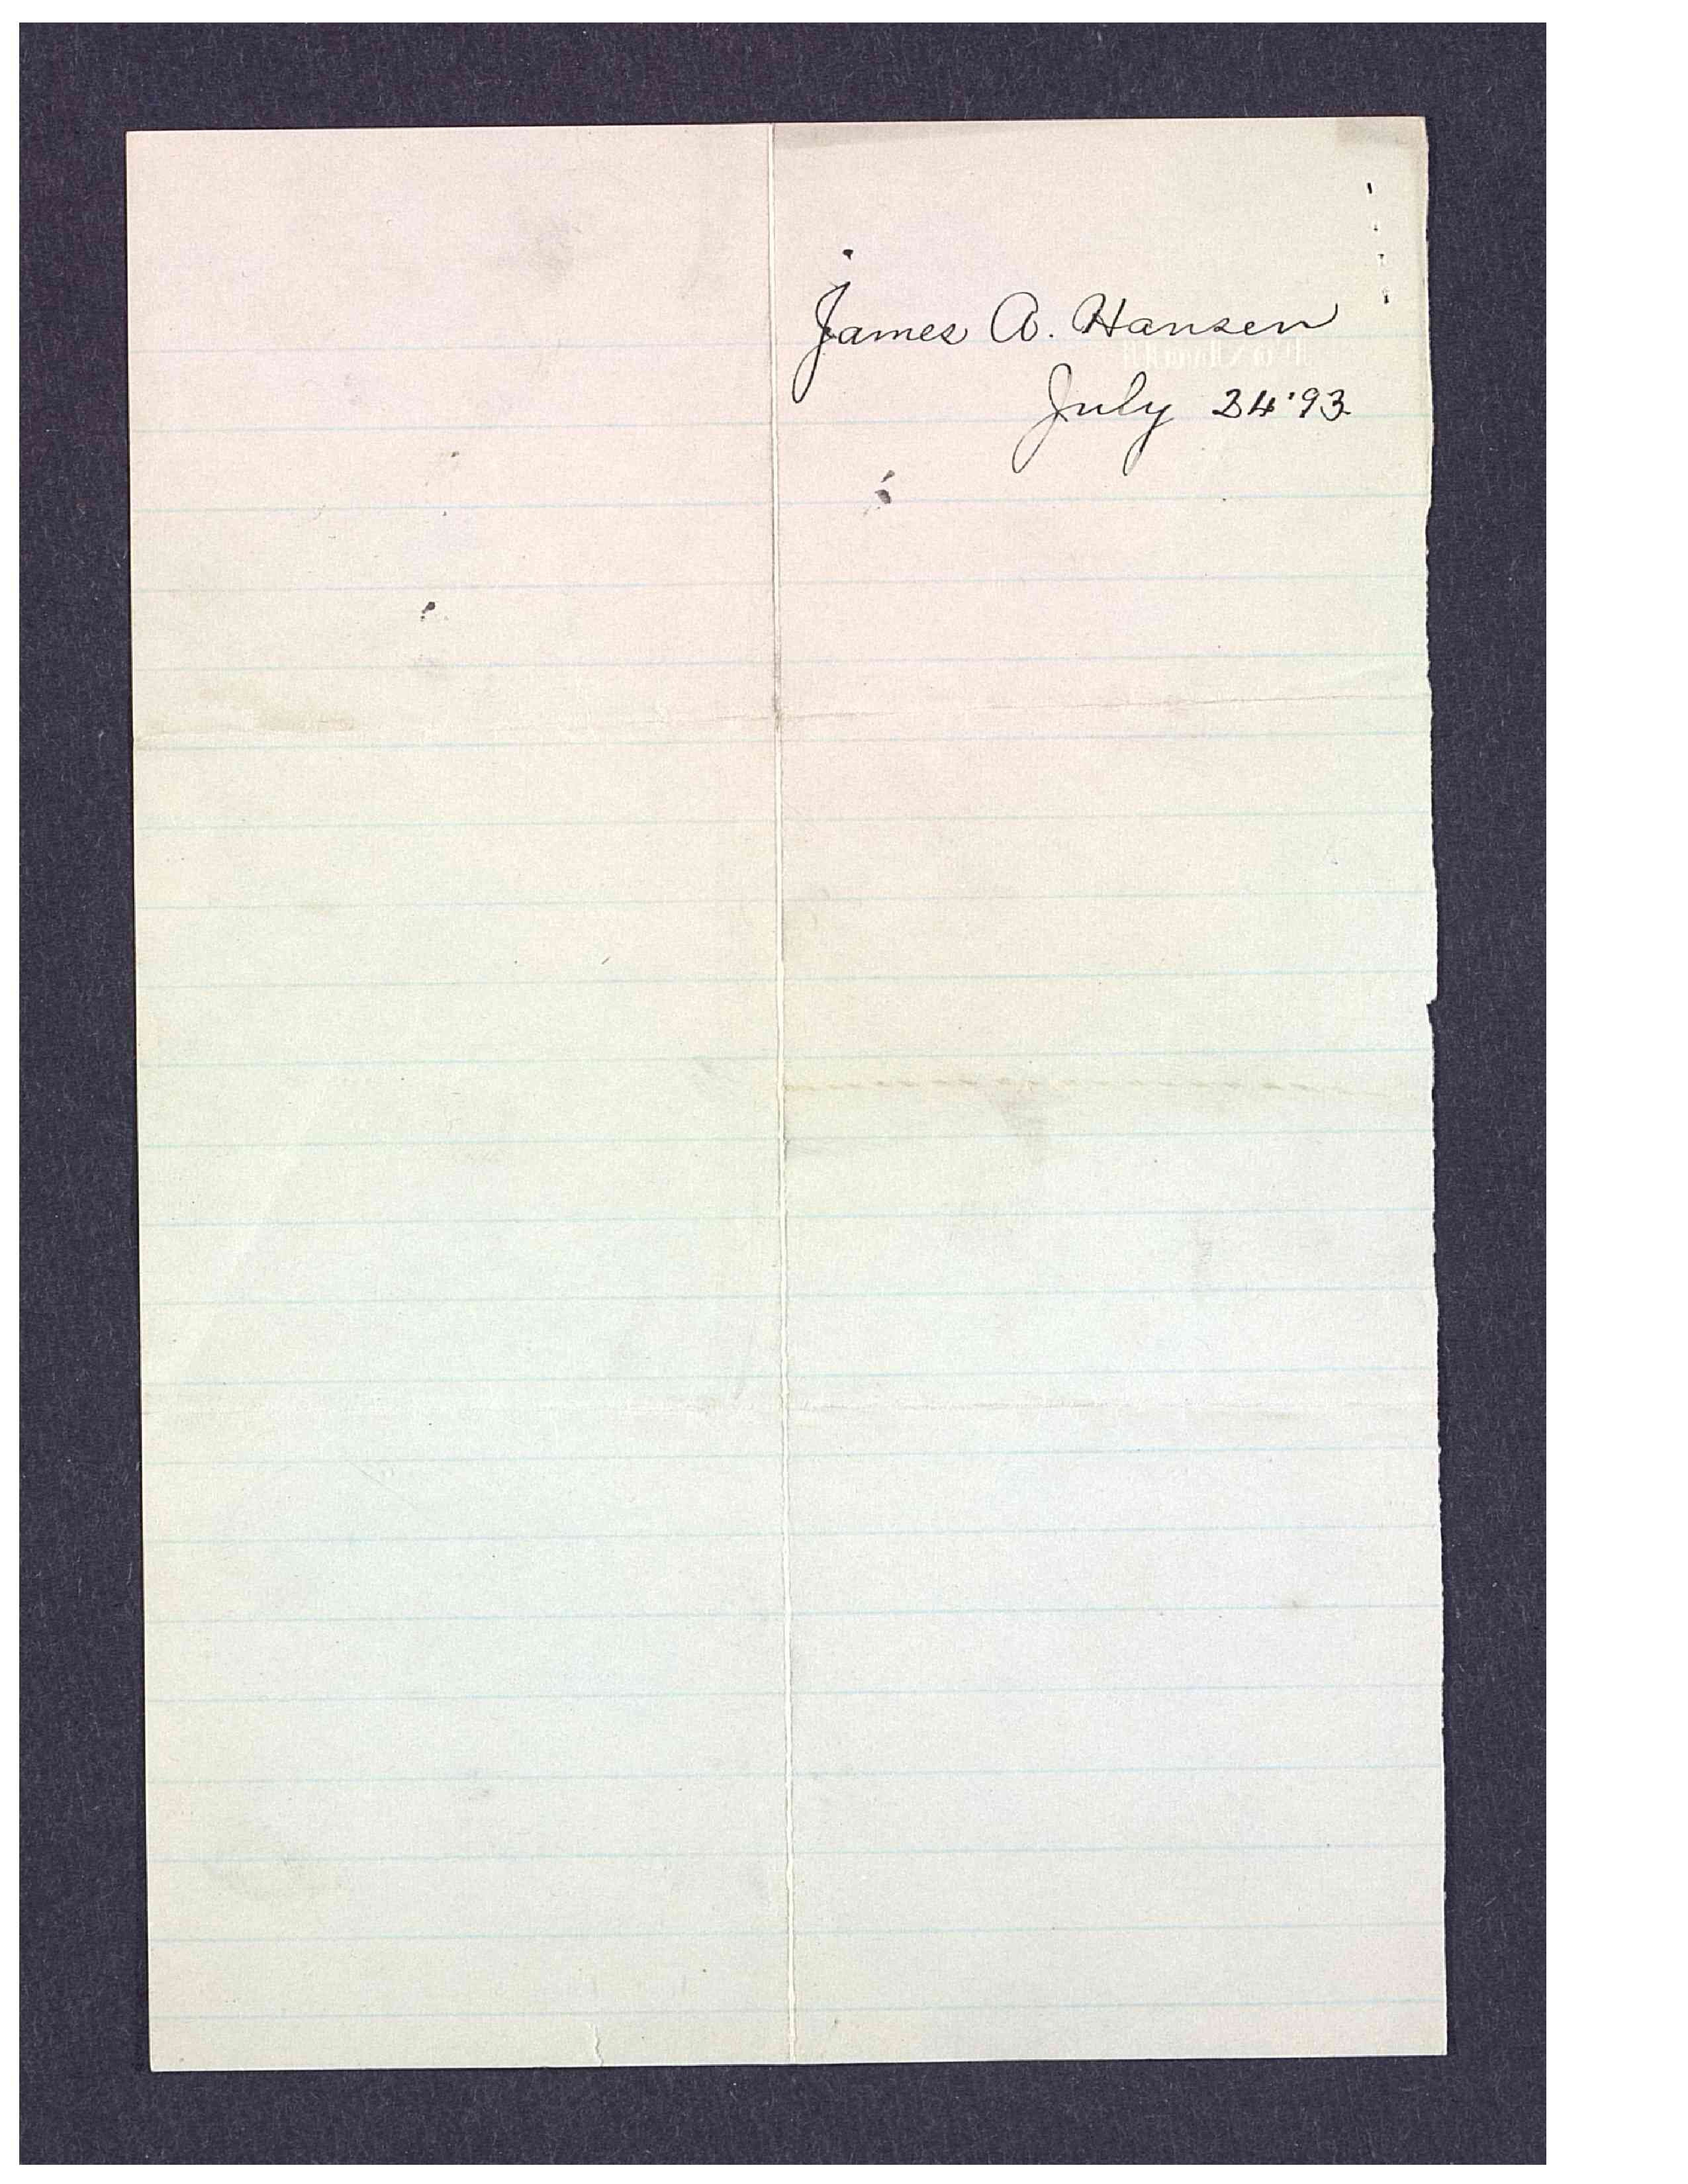 James A. Hansen
July 24 '93.